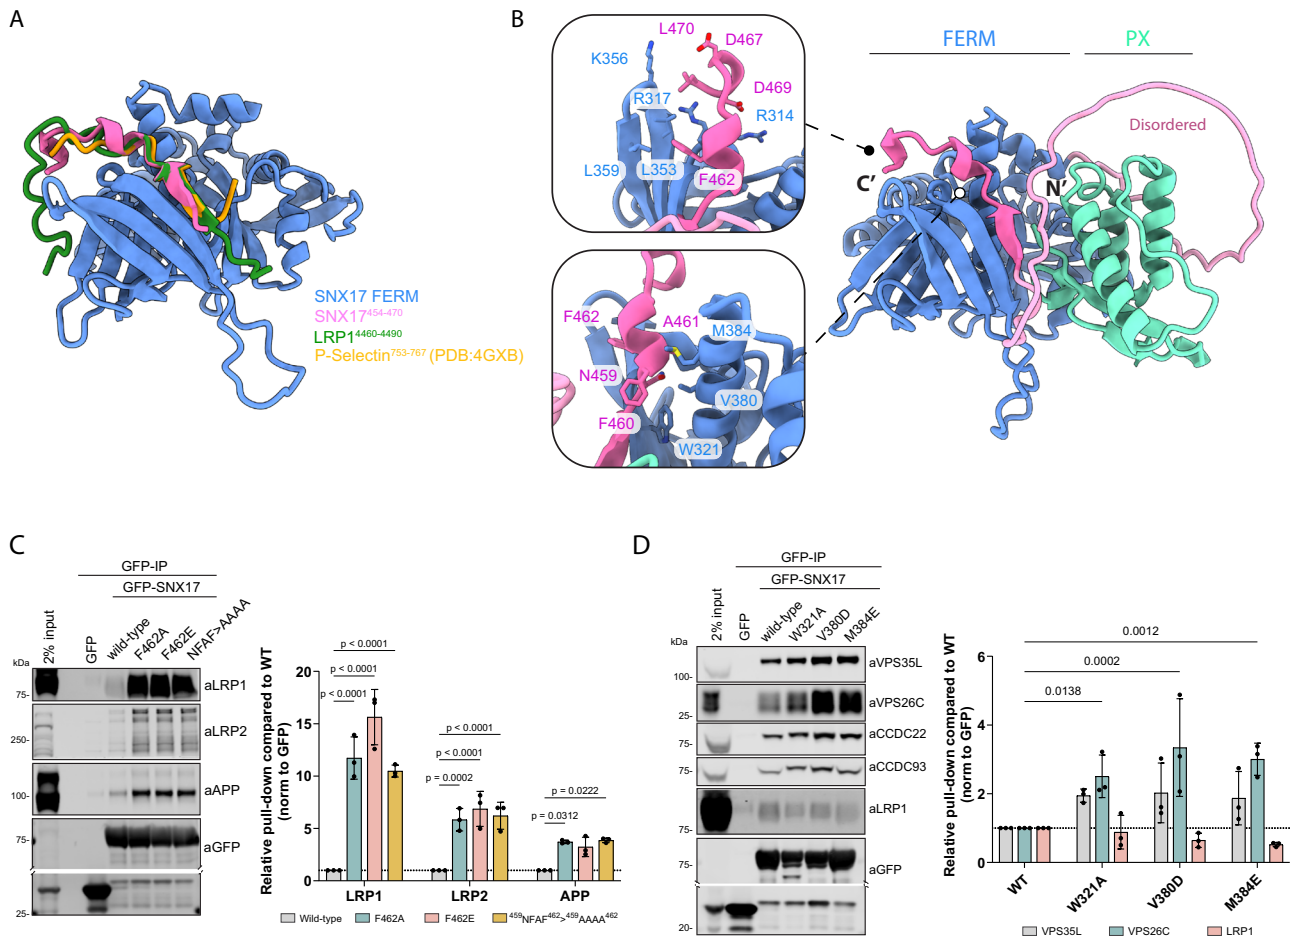 A
SNX17 FERM
SNX17⁴⁵⁴⁻⁴⁷⁰
LRP1⁴⁴⁶⁰⁻⁴⁴⁹⁰
P-Selectin⁷⁵³⁻⁷⁶⁷ (PDB:4GXB)
B
L470
K356
D467
D469
R317
R314
L359
L353
F462
F462
A461
M384
N459
V380
F460
W321
FERM
PX
Disordered
C’
N’
C
GFP-IP
GFP-SNX17
2% input
GFP
wild-type
F462A
F462E
NFAF>AAAA
kDa
75-
aLRP1
250-
aLRP2
100-
aAPP
75-
aGFP
25-
Relative pull-down compared to WT
(norm to GFP)
20
15
10
5
0
p < 0.0001
p < 0.0001
p < 0.0001
p < 0.0001
p < 0.0001
p = 0.0002
p = 0.0222
p = 0.0312
LRP1
LRP2
APP
Wild-type
F462A
F462E
⁴⁵⁹NFAF⁴⁶²>⁴⁵⁹AAAA⁴⁶²
D
GFP-IP
GFP-SNX17
2% input
GFP
wild-type
W321A
V380D
M384E
kDa
100-
aVPS35L
25-
aVPS26C
75-
aCCDC22
75-
aCCDC93
75-
aLRP1
75-
aGFP
20-
Relative pull-down compared to WT
(norm to GFP)
6
4
2
0
0.0012
0.0002
0.0138
WT
W321A
V380D
M384E
VPS35L
VPS26C
LRP1